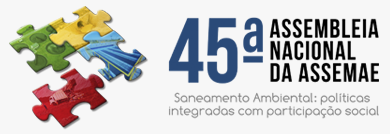 45ª ASSEMBLEIA
NACIONAL
DA ASSEMAE
Saneamento Ambiental: políticas
integradas com participação social